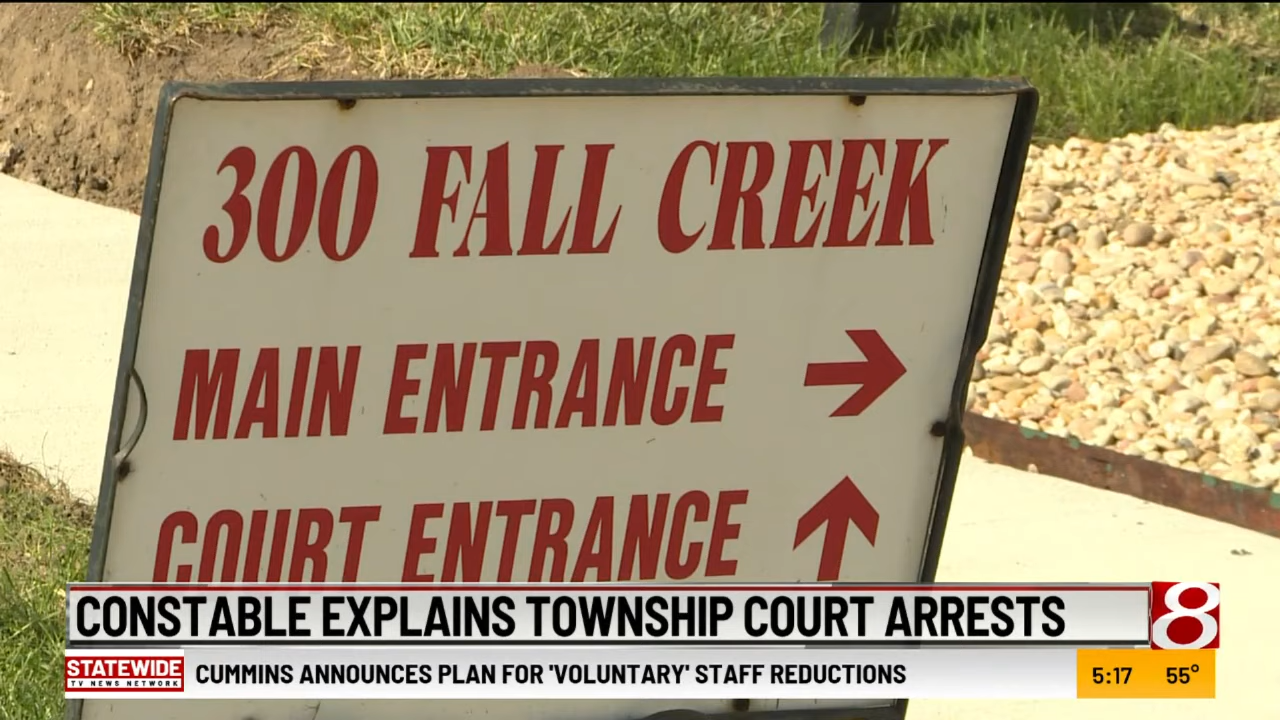 300 FALL CREEK
MAIN ENTRANCE
COURT ENTRANCE
CONSTABLE EXPLAINS TOWNSHIP COURT ARRESTS
8
STATEWIDE
TV NEWS NETWORK
CUMMINS ANNOUNCES PLAN FOR 'VOLUNTARY' STAFF REDUCTIONS
5:17 55°